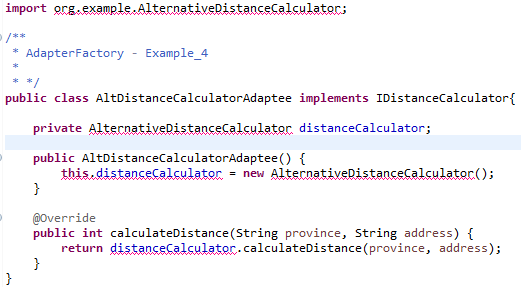 import org.example.AlternativeDistanceCalculator;
/**
* AdapterFactory - Example_4
*
* */
public class AltDistanceCalculatorAdaptee implements IDistanceCalculator{
private AlternativeDistanceCalculator distanceCalculator;
public AltDistanceCalculatorAdaptee() {
this.distanceCalculator = new AlternativeDistanceCalculator();
}
@Override
public int calculateDistance(String province, String address) {
return distanceCalculator.calculateDistance(province, address);
}
}